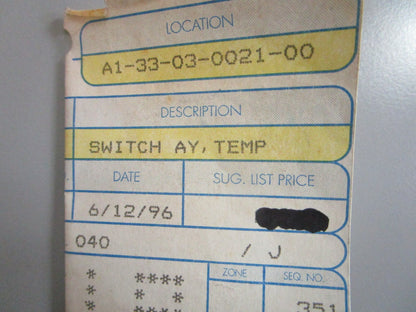 LOCATION
A1-33-03-0021-00
DESCRIPTION
SWITCH AY, TEMP
DATE SUG. LIST PRICE
6/12/96
040 / J
* ****
ZONE SEQ. NO.
* * *
351